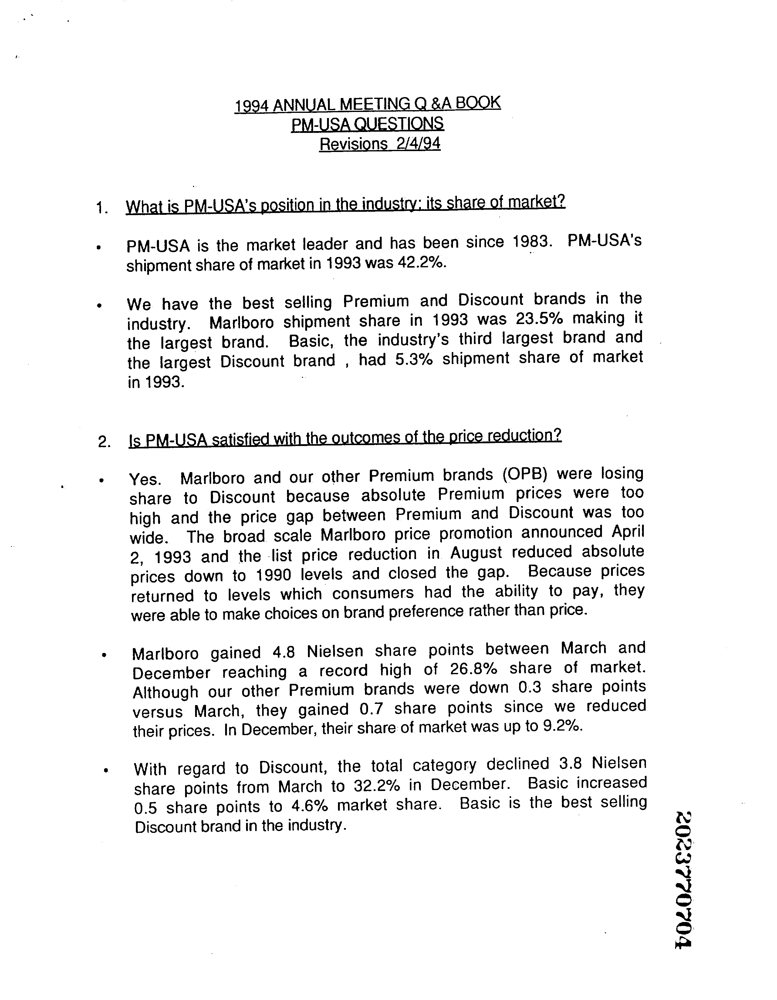 1994 ANNUAL MEETING Q &A BOOK
PM-USA QUESTIONS
Revisions 2/4/94
1. What is PM-USA's position in the industry; its share of market?
• PM-USA is the market leader and has been since 1983. PM-USA's
shipment share of market in 1993 was 42.2%.
• We have the best selling Premium and Discount brands in the
industry. Marlboro shipment share in 1993 was 23.5% making it
the largest brand. Basic, the industry's third largest brand and
the largest Discount brand , had 5.3% shipment share of market
in 1993.
2. Is PM-USA satisfied with the outcomes of the price reduction?
• Yes. Marlboro and our other Premium brands (OPB) were losing
share to Discount because absolute Premium prices were too
high and the price gap between Premium and Discount was too
wide. The broad scale Marlboro price promotion announced April
2, 1993 and the list price reduction in August reduced absolute
prices down to 1990 levels and closed the gap. Because prices
returned to levels which consumers had the ability to pay, they
were able to make choices on brand preference rather than price.
• Marlboro gained 4.8 Nielsen share points between March and
December reaching a record high of 26.8% share of market.
Although our other Premium brands were down 0.3 share points
versus March, they gained 0.7 share points since we reduced
their prices. In December, their share of market was up to 9.2%.
• With regard to Discount, the total category declined 3.8 Nielsen
share points from March to 32.2% in December. Basic increased
0.5 share points to 4.6% market share. Basic is the best selling
Discount brand in the industry.
2023770704